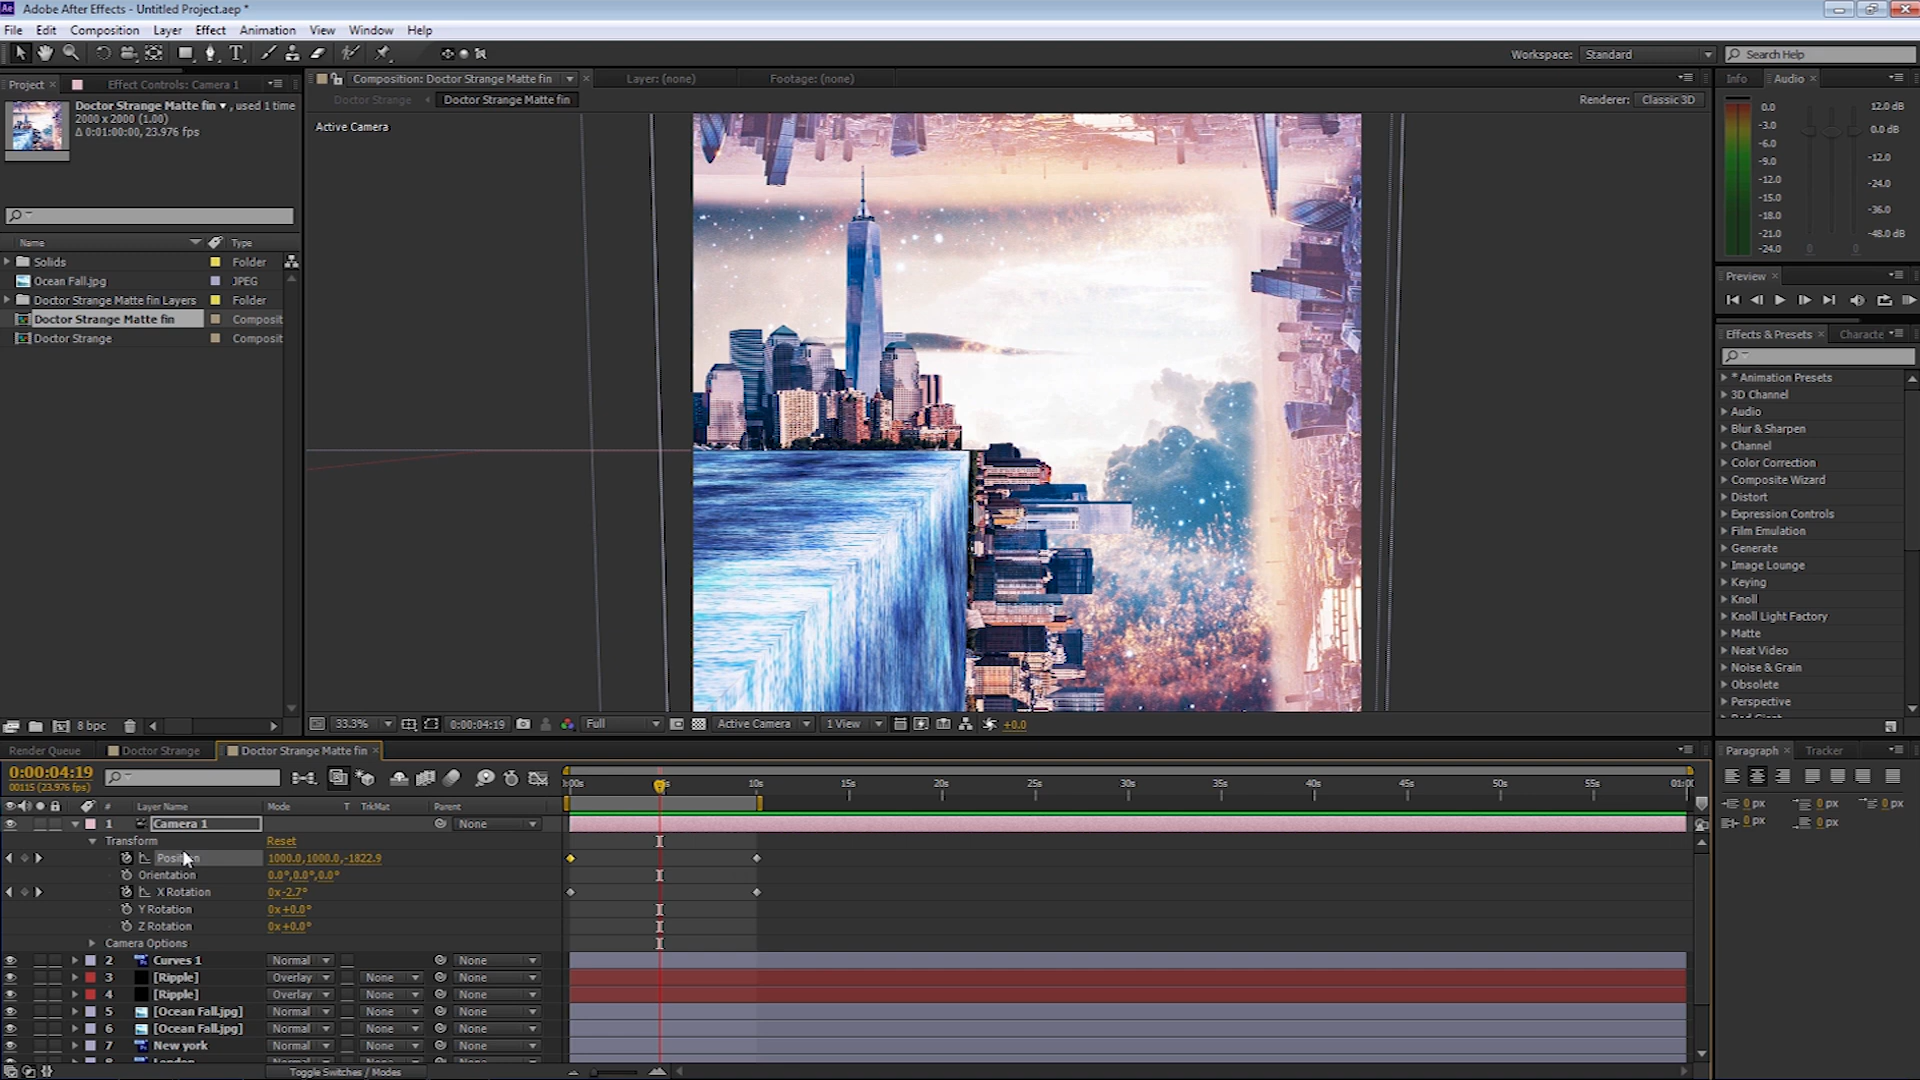 Adobe After Effects - Untitled Project.aep *
File Edit Composition Layer Effect Animation View Window Help
Workspace: Standard Search Help
Project Effect Controls: Camera 1
Doctor Strange Matte fin , used 1 time
2000 x 2000 (1.00)
Δ 0:01:00:00, 23.976 fps
Name Type
Solids Folder
Ocean Fall.jpg JPEG
Doctor Strange Matte fin Layers Folder
Doctor Strange Matte fin Composit
Doctor Strange Composit
8 bpc
Composition: Doctor Strange Matte fin Layer: (none) Footage: (none)
Doctor Strange Doctor Strange Matte fin Renderer: Classic 3D
Active Camera
33.3% 0:00:04:19 Full Active Camera 1 View +0.0
Info Audio
0.0 12.0 dB
-3.0 0.0 dB
-6.0
-9.0 -12.0
-12.0 -24.0
-15.0
-18.0 -36.0
-21.0 -48.0 dB
-24.0 0 0
Preview
Effects & Presets Characte
* Animation Presets
3D Channel
Audio
Blur & Sharpen
Channel
Color Correction
Composite Wizard
Distort
Expression Controls
Film Emulation
Generate
Image Lounge
Keying
Knoll
Knoll Light Factory
Matte
Neat Video
Noise & Grain
Obsolete
Perspective
Render Queue Doctor Strange Doctor Strange Matte fin
0:00:04:19
00115 (23.976 fps)
:00s 10s 15s 20s 25s 30s 35s 40s 45s 50s 55s 01:00
# Layer Name Mode T TrkMat Parent
1 Camera 1 None
Transform Reset
Position 1000.0,1000.0,-1822.9
Orientation 0.0°,0.0°,0.0°
X Rotation 0x-2.7°
Y Rotation 0x+0.0°
Z Rotation 0x+0.0°
Camera Options
2 Curves 1 Normal None
3 [Ripple] Overlay None None
4 [Ripple] Overlay None None
5 [Ocean Fall.jpg] Normal None None
6 [Ocean Fall.jpg] Normal None None
7 New york Normal None None
Toggle Switches / Modes
Paragraph Tracker
0 px 0 px 0 px
0 px 0 px